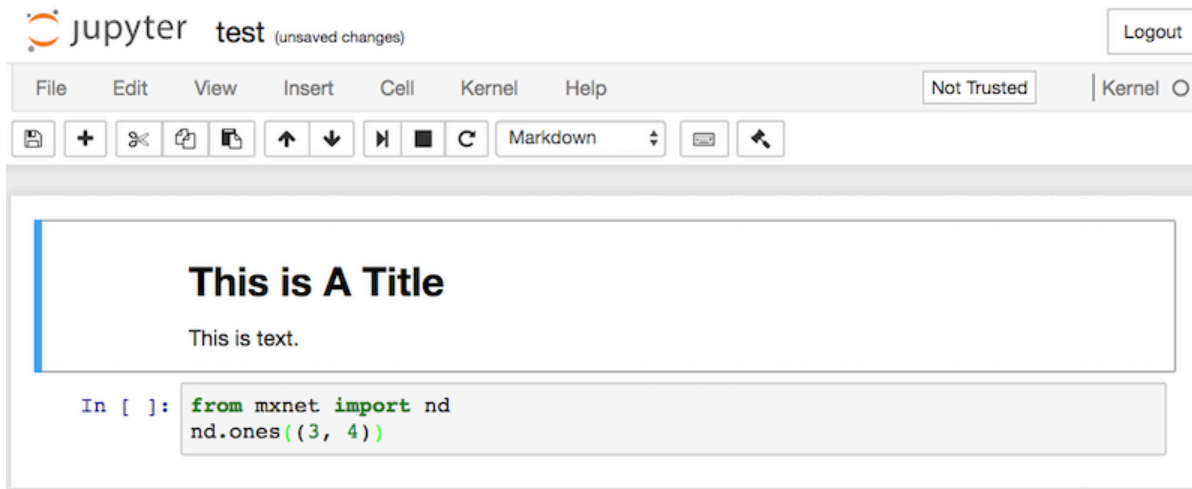 jupyter test (unsaved changes) Logout
File Edit View Insert Cell Kernel Help Not Trusted Kernel
Markdown
This is A Title
This is text.
In [ ]: from mxnet import nd
nd.ones((3, 4))